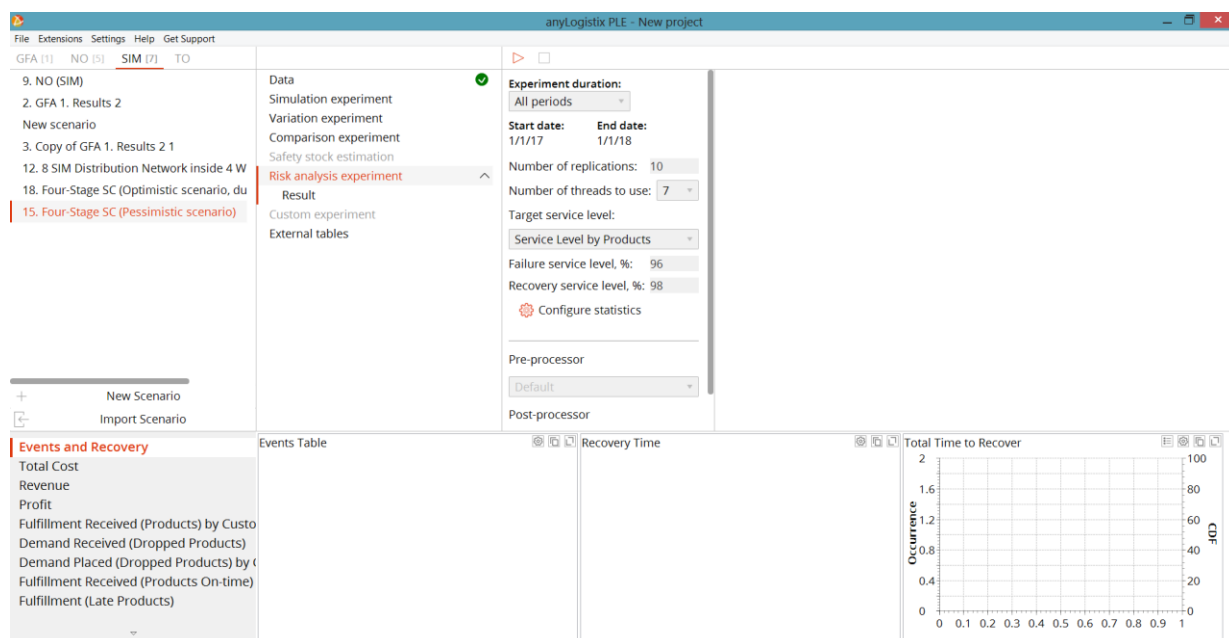 anyLogistix PLE - New project
File Extensions Settings Help Get Support
GFA [1] NO [5] SIM [7] TO
9. NO (SIM)
2. GFA 1. Results 2
New scenario
3. Copy of GFA 1. Results 2 1
12. 8 SIM Distribution Network inside 4 W
18. Four-Stage SC (Optimistic scenario, du
15. Four-Stage SC (Pessimistic scenario)
New Scenario
Import Scenario
Data
Simulation experiment
Variation experiment
Comparison experiment
Safety stock estimation
Risk analysis experiment
Result
Custom experiment
External tables
Experiment duration:
All periods
Start date: End date:
1/1/17 1/1/18
Number of replications: 10
Number of threads to use: 7
Target service level:
Service Level by Products
Failure service level, %: 96
Recovery service level, %: 98
Configure statistics
Pre-processor
Default
Post-processor
Events and Recovery
Total Cost
Revenue
Profit
Fulfillment Received (Products) by Custo
Demand Received (Dropped Products)
Demand Placed (Dropped Products) by C
Fulfillment Received (Products On-time)
Fulfillment (Late Products)
Events Table
Recovery Time
Total Time to Recover
2 100
1.6 80
1.2 60
0.8 40
0.4 20
0 0
Occurrence
CDF
0 0.1 0.2 0.3 0.4 0.5 0.6 0.7 0.8 0.9 1